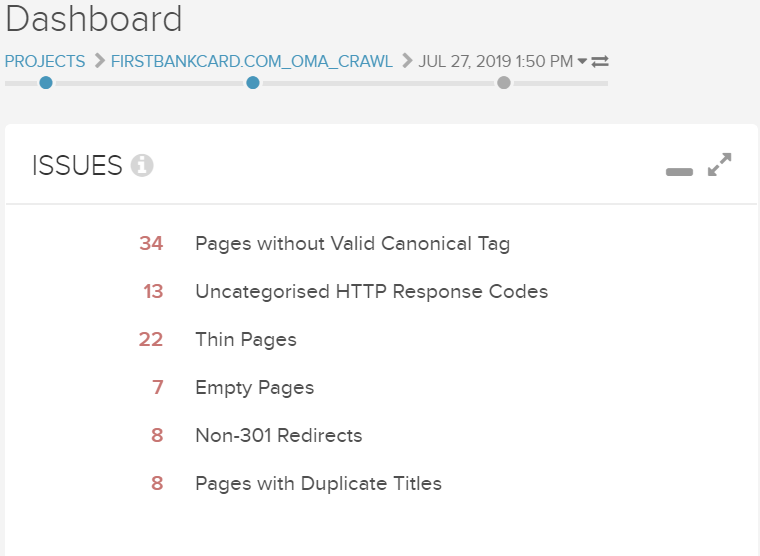 Dashboard
PROJECTS > FIRSTBANKCARD.COM_OMA_CRAWL > JUL 27, 2019 1:50 PM
ISSUES
34 Pages without Valid Canonical Tag
13 Uncategorised HTTP Response Codes
22 Thin Pages
7 Empty Pages
8 Non-301 Redirects
8 Pages with Duplicate Titles